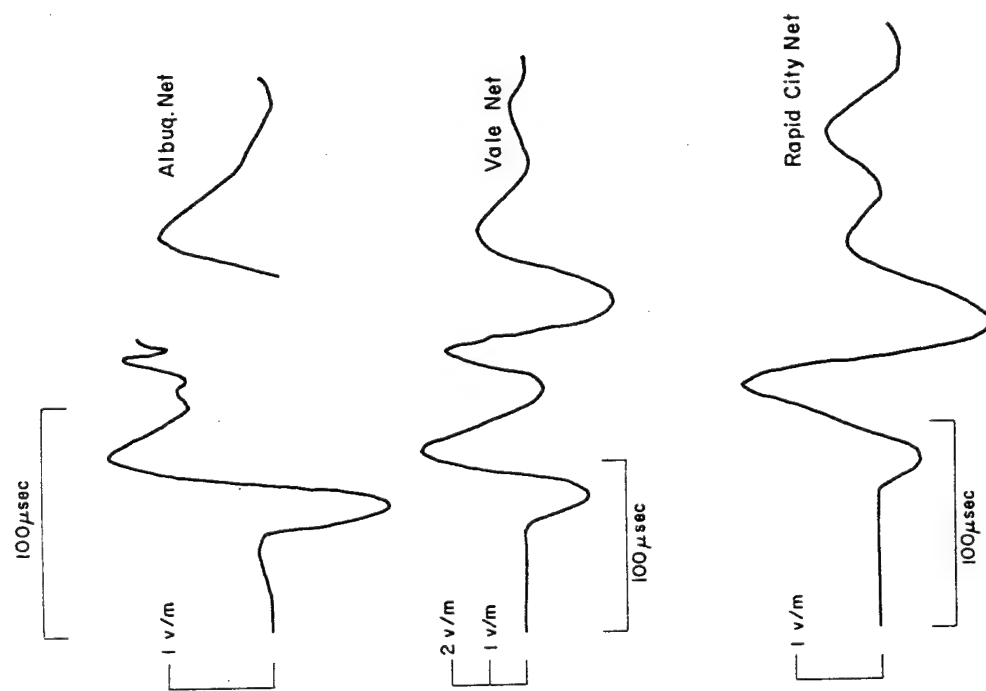 Albuq. Net
100μsec
1 v/m
Vale Net
2 v/m
1 v/m
100μsec
Rapid City Net
1 v/m
100μsec